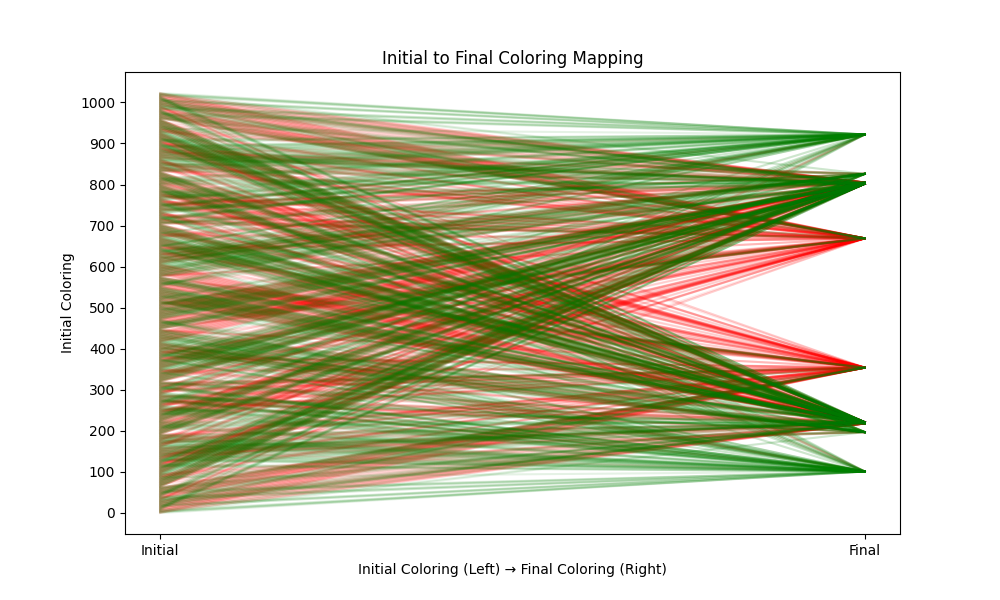 Initial to Final Coloring Mapping
1000
900
800
700
600
500
400
300
200
100
0
Initial Coloring
Initial
Final
Initial Coloring (Left) → Final Coloring (Right)